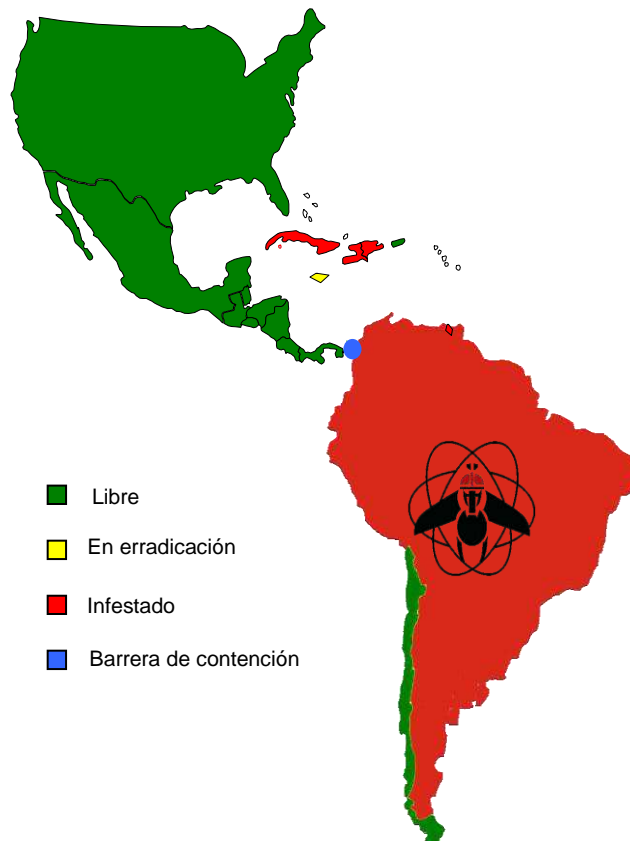 Libre
En erradicación
Infestado
Barrera de contención